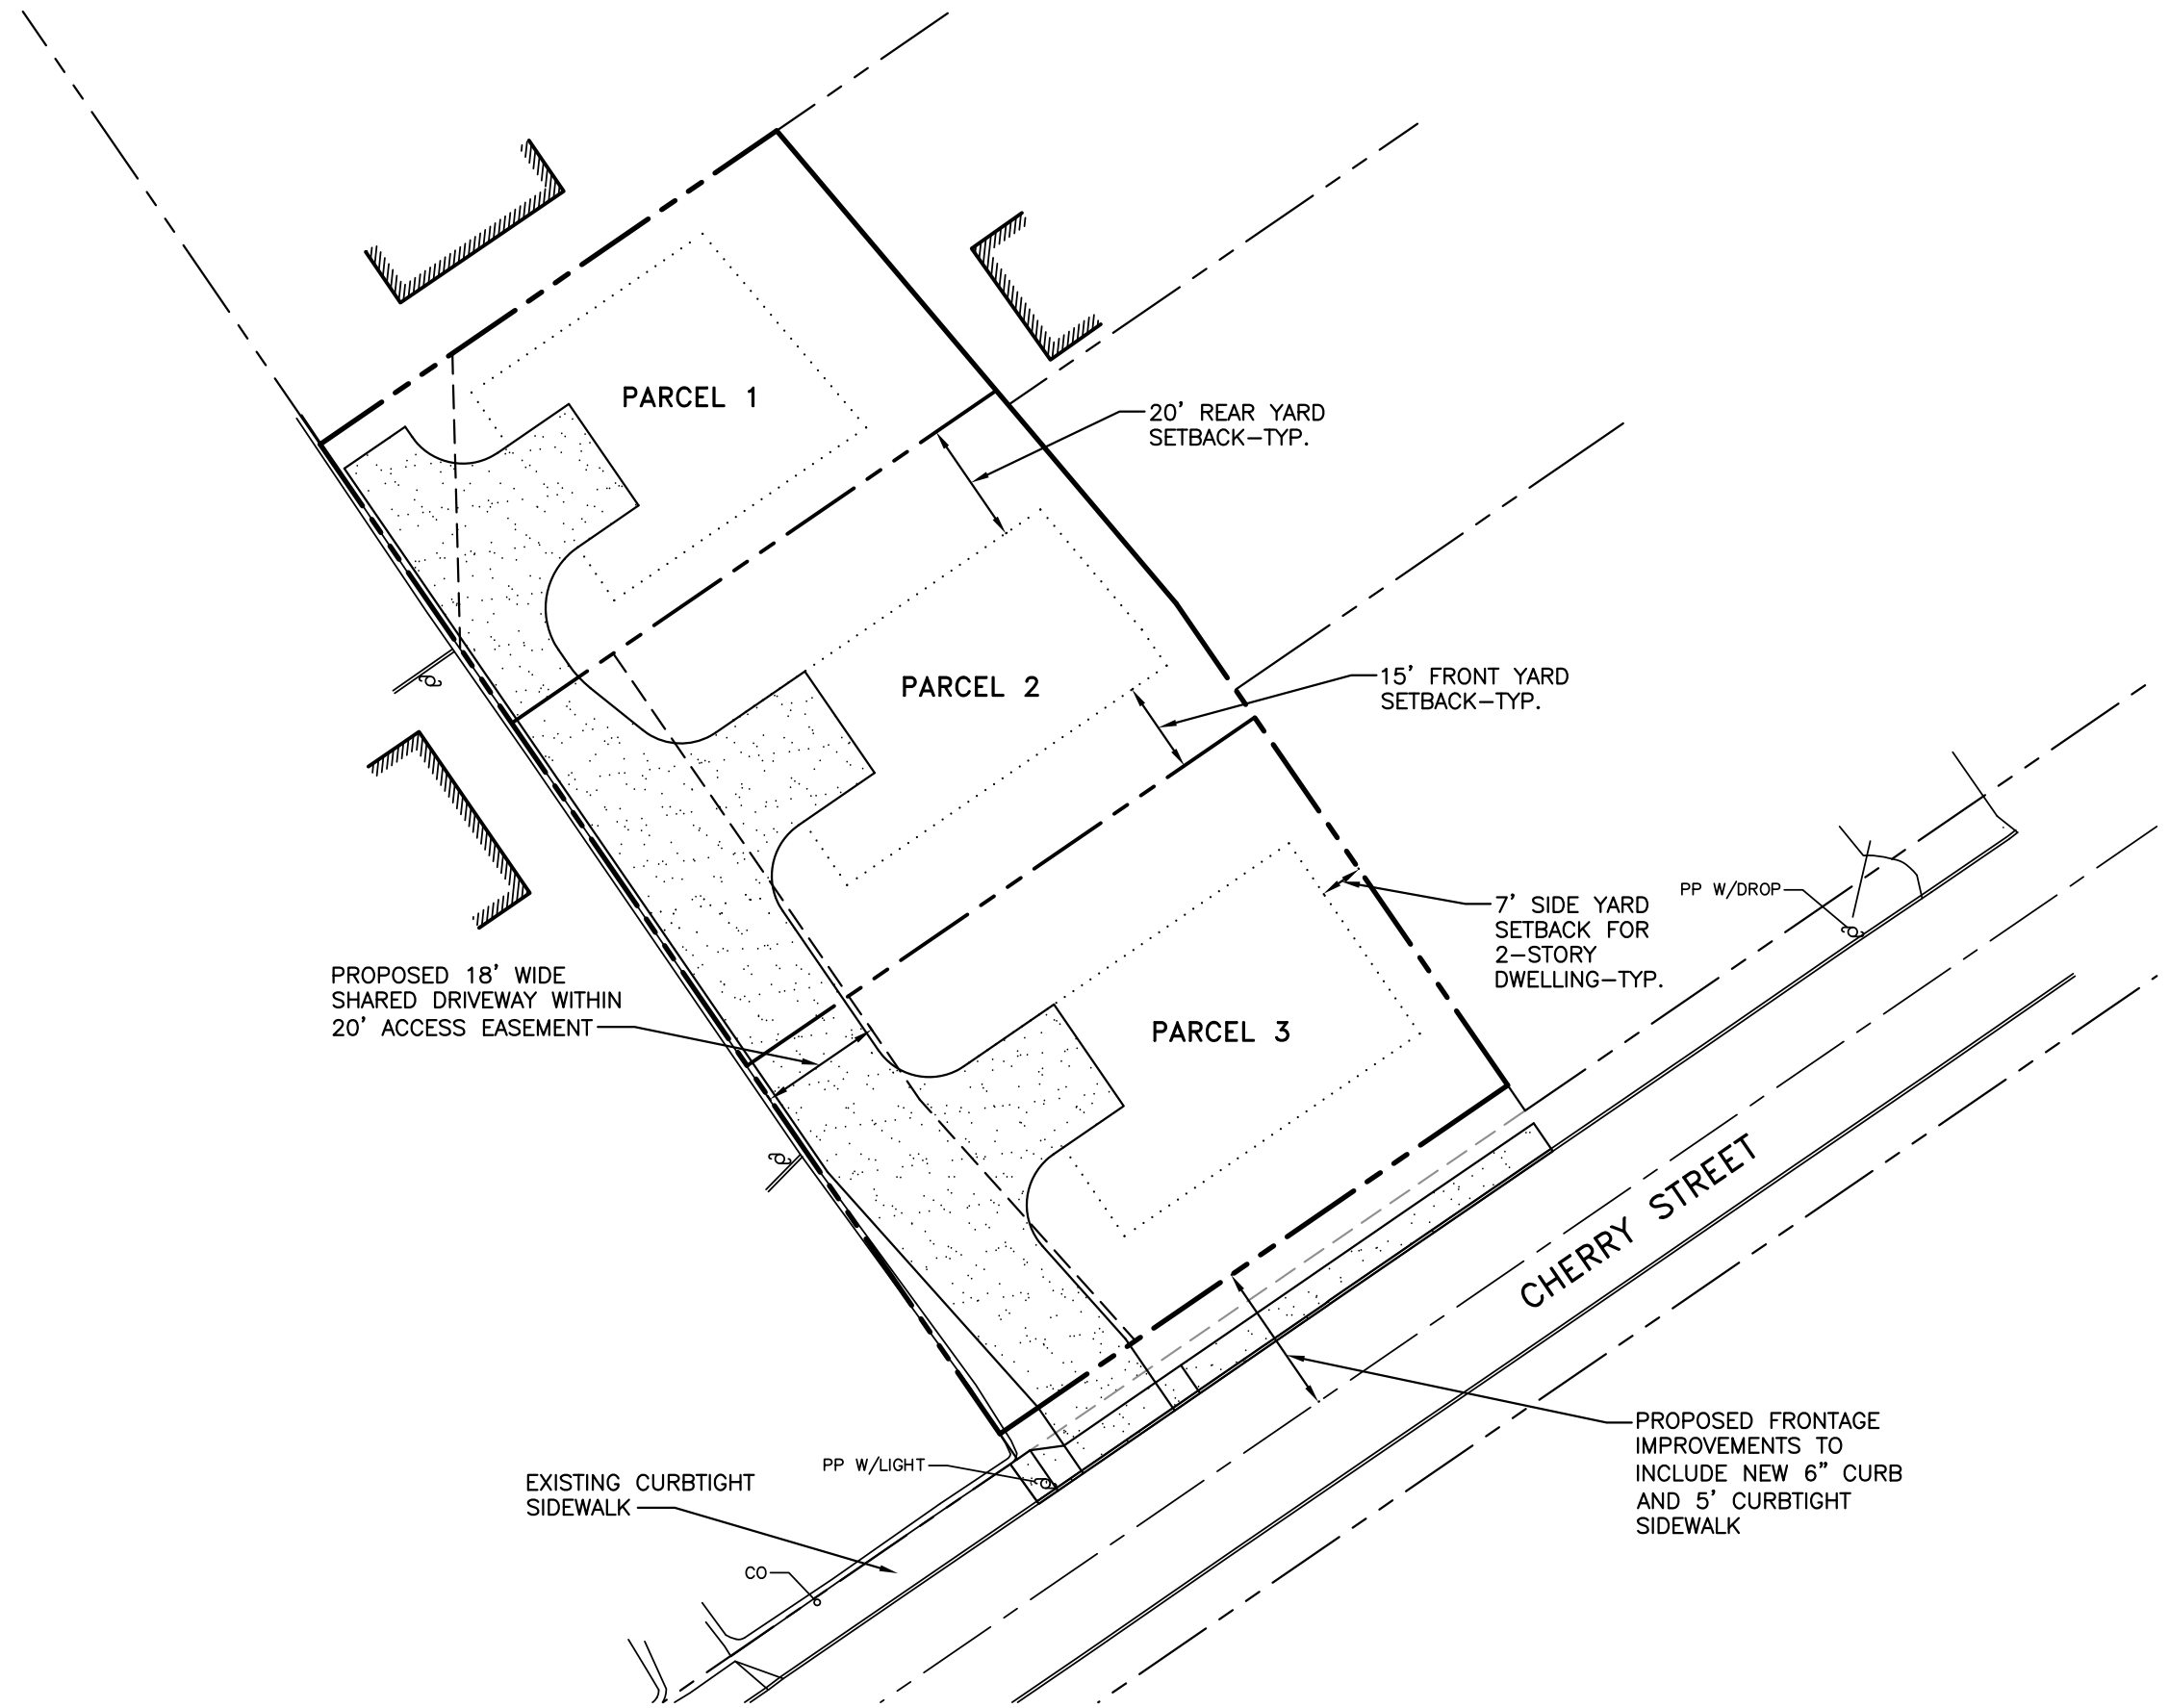 PARCEL 1
20' REAR YARD
SETBACK-TYP.
PARCEL 2
15' FRONT YARD
SETBACK-TYP.
7' SIDE YARD
SETBACK FOR
2-STORY
DWELLING-TYP.
PP W/DROP
PROPOSED 18' WIDE
SHARED DRIVEWAY WITHIN
20' ACCESS EASEMENT
PARCEL 3
CHERRY STREET
PROPOSED FRONTAGE
IMPROVEMENTS TO
INCLUDE NEW 6" CURB
AND 5' CURBTIGHT
SIDEWALK
PP W/LIGHT
EXISTING CURBTIGHT
SIDEWALK
CO